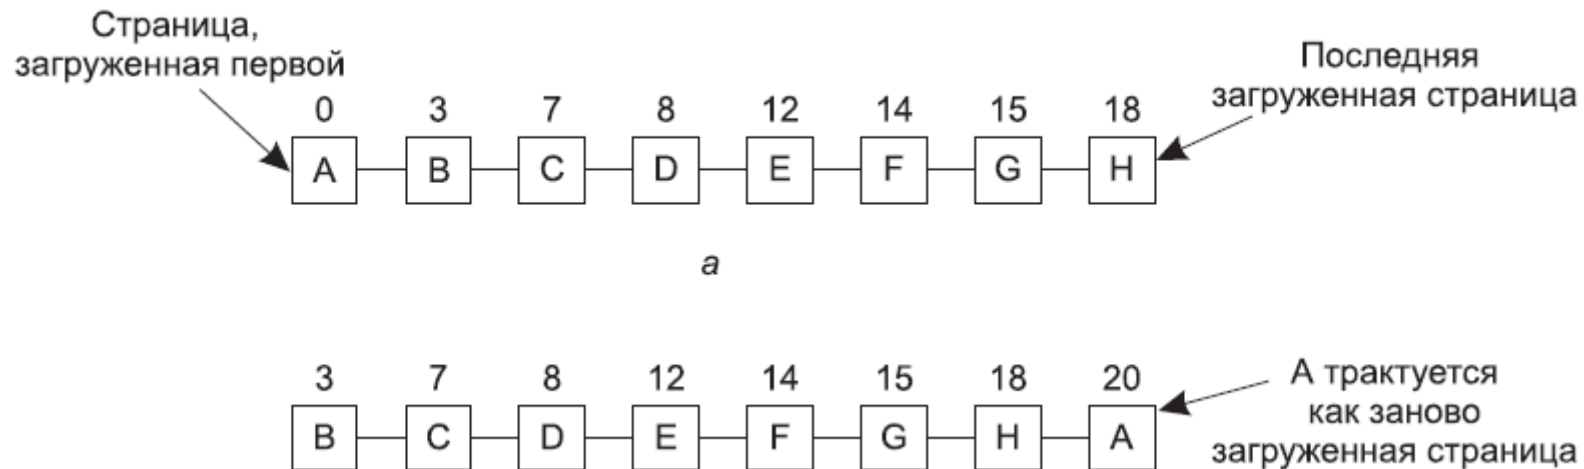 Страница,
загруженная первой
Последняя
загруженная страница
0 3 7 8 12 14 15 18
A B C D E F G H
а
3 7 8 12 14 15 18 20
B C D E F G H A
А трактуется
как заново
загруженная страница